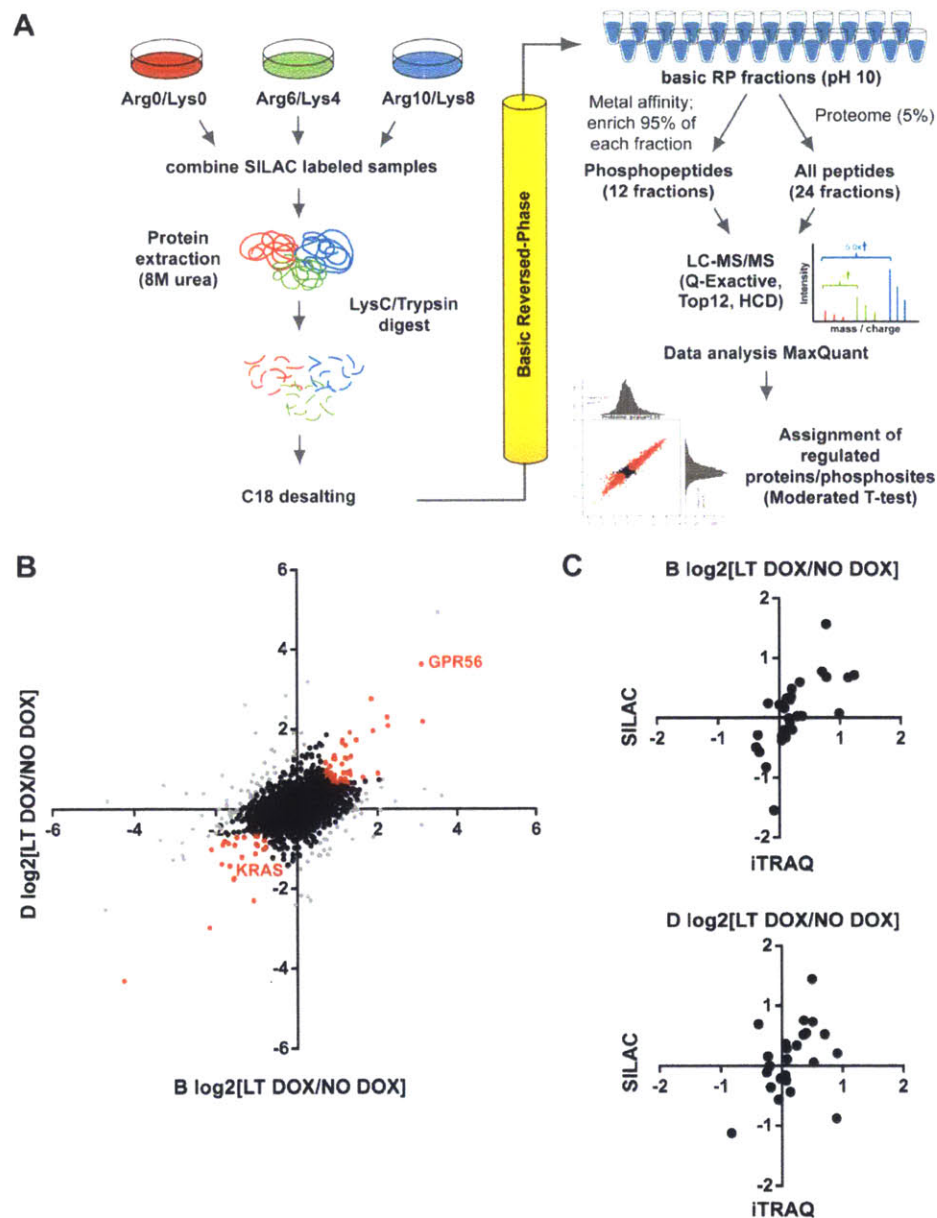 A
Arg0/Lys0
Arg6/Lys4
Arg10/Lys8
combine SILAC labeled samples
Protein
extraction
(8M urea)
LysC/Trypsin
digest
C18 desalting
Basic Reversed-Phase
basic RP fractions (pH 10)
Metal affinity;
enrich 95% of
each fraction
Proteome (5%)
Phosphopeptides
(12 fractions)
All peptides
(24 fractions)
LC-MS/MS
(Q-Exactive,
Top12, HCD)
Intensity
mass / charge
Data analysis MaxQuant
Assignment of
regulated
proteins/phosphosites
(Moderated T-test)
B
D log2[LT DOX/NO DOX]
6
4
2
-6
-4
-2
2
4
6
-2
-4
-6
GPR56
KRAS
B log2[LT DOX/NO DOX]
C
B log2[LT DOX/NO DOX]
SILAC
2
1
-2
-1
0
1
2
-1
-2
iTRAQ
D log2[LT DOX/NO DOX]
SILAC
2
1
-2
-1
0
1
2
-1
-2
iTRAQ